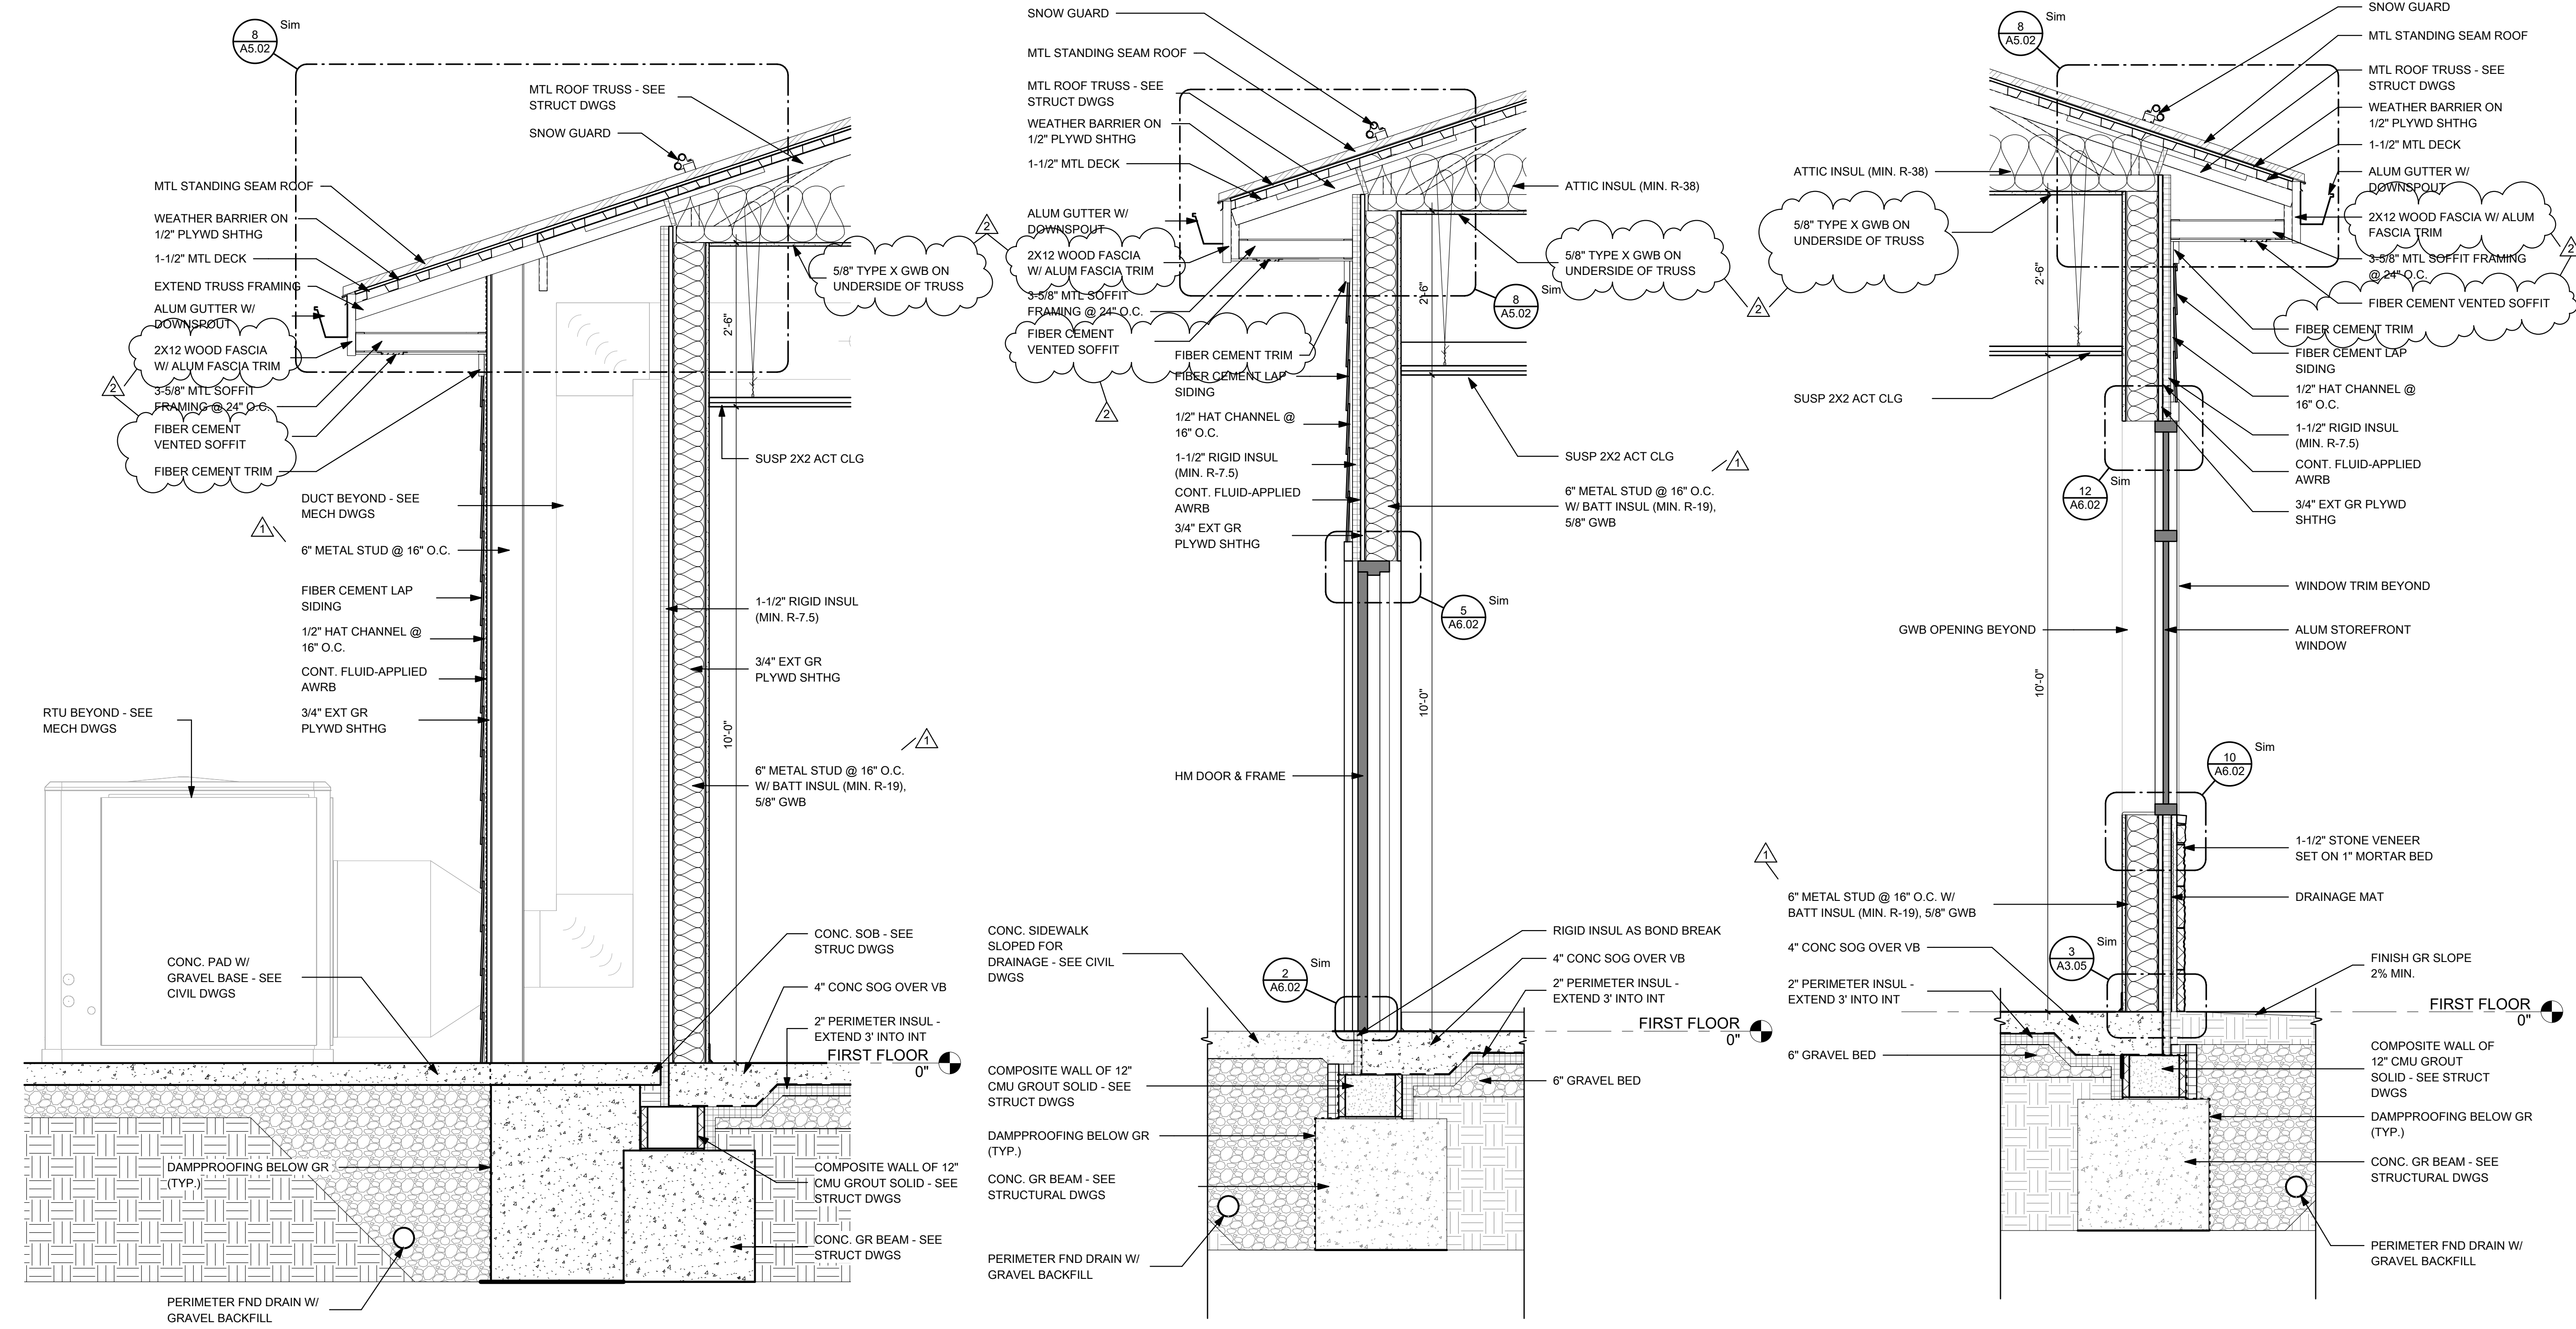 8
A5.02
Sim
MTL ROOF TRUSS - SEE
STRUCT DWGS
SNOW GUARD
MTL STANDING SEAM ROOF
WEATHER BARRIER ON
1/2" PLYWD SHTHG
1-1/2" MTL DECK
EXTEND TRUSS FRAMING
ALUM GUTTER W/
DOWNSPOUT
2X12 WOOD FASCIA
W/ ALUM FASCIA TRIM
2
3-5/8" MTL SOFFIT
FRAMING @ 24" O.C.
FIBER CEMENT
VENTED SOFFIT
FIBER CEMENT TRIM
5/8" TYPE X GWB ON
UNDERSIDE OF TRUSS
2
2'-6"
SUSP 2X2 ACT CLG
DUCT BEYOND - SEE
MECH DWGS
1
6" METAL STUD @ 16" O.C.
FIBER CEMENT LAP
SIDING
1/2" HAT CHANNEL @
16" O.C.
CONT. FLUID-APPLIED
AWRB
3/4" EXT GR
PLYWD SHTHG
RTU BEYOND - SEE
MECH DWGS
1-1/2" RIGID INSUL
(MIN. R-7.5)
3/4" EXT GR
PLYWD SHTHG
10'-0"
1
6" METAL STUD @ 16" O.C.
W/ BATT INSUL (MIN. R-19),
5/8" GWB
CONC. PAD W/
GRAVEL BASE - SEE
CIVIL DWGS
CONC. SOB - SEE
STRUC DWGS
4" CONC SOG OVER VB
2" PERIMETER INSUL -
EXTEND 3' INTO INT
FIRST FLOOR
0"
DAMPPROOFING BELOW GR
(TYP.)
COMPOSITE WALL OF 12"
CMU GROUT SOLID - SEE
STRUCT DWGS
CONC. GR BEAM - SEE
STRUCT DWGS
PERIMETER FND DRAIN W/
GRAVEL BACKFILL
SNOW GUARD
MTL STANDING SEAM ROOF
MTL ROOF TRUSS - SEE
STRUCT DWGS
WEATHER BARRIER ON
1/2" PLYWD SHTHG
1-1/2" MTL DECK
ALUM GUTTER W/
DOWNSPOUT
2X12 WOOD FASCIA
W/ ALUM FASCIA TRIM
3-5/8" MTL SOFFIT
FRAMING @ 24" O.C.
FIBER CEMENT
VENTED SOFFIT
2
FIBER CEMENT TRIM
FIBER CEMENT LAP
SIDING
1/2" HAT CHANNEL @
16" O.C.
1-1/2" RIGID INSUL
(MIN. R-7.5)
CONT. FLUID-APPLIED
AWRB
3/4" EXT GR
PLYWD SHTHG
ATTIC INSUL (MIN. R-38)
5/8" TYPE X GWB ON
UNDERSIDE OF TRUSS
2
8
A5.02
Sim
2'-6"
SUSP 2X2 ACT CLG
1
6" METAL STUD @ 16" O.C.
W/ BATT INSUL (MIN. R-19),
5/8" GWB
5
A6.02
Sim
10'-0"
HM DOOR & FRAME
CONC. SIDEWALK
SLOPED FOR
DRAINAGE - SEE CIVIL
DWGS
2
A6.02
Sim
RIGID INSUL AS BOND BREAK
4" CONC SOG OVER VB
2" PERIMETER INSUL -
EXTEND 3' INTO INT
FIRST FLOOR
0"
6" GRAVEL BED
COMPOSITE WALL OF 12"
CMU GROUT SOLID - SEE
STRUCT DWGS
DAMPPROOFING BELOW GR
(TYP.)
CONC. GR BEAM - SEE
STRUCTURAL DWGS
PERIMETER FND DRAIN W/
GRAVEL BACKFILL
8
A5.02
Sim
SNOW GUARD
MTL STANDING SEAM ROOF
MTL ROOF TRUSS - SEE
STRUCT DWGS
WEATHER BARRIER ON
1/2" PLYWD SHTHG
1-1/2" MTL DECK
ALUM GUTTER W/
DOWNSPOUT
2X12 WOOD FASCIA W/ ALUM
FASCIA TRIM
2
3-5/8" MTL SOFFIT FRAMING
@ 24" O.C.
FIBER CEMENT VENTED SOFFIT
FIBER CEMENT TRIM
FIBER CEMENT LAP
SIDING
1/2" HAT CHANNEL @
16" O.C.
1-1/2" RIGID INSUL
(MIN. R-7.5)
CONT. FLUID-APPLIED
AWRB
3/4" EXT GR PLYWD
SHTHG
ATTIC INSUL (MIN. R-38)
5/8" TYPE X GWB ON
UNDERSIDE OF TRUSS
2'-6"
SUSP 2X2 ACT CLG
12
A6.02
Sim
WINDOW TRIM BEYOND
GWB OPENING BEYOND
ALUM STOREFRONT
WINDOW
10'-0"
10
A6.02
Sim
1-1/2" STONE VENEER
SET ON 1" MORTAR BED
DRAINAGE MAT
1
6" METAL STUD @ 16" O.C. W/
BATT INSUL (MIN. R-19), 5/8" GWB
4" CONC SOG OVER VB
3
A3.05
Sim
2" PERIMETER INSUL -
EXTEND 3' INTO INT
6" GRAVEL BED
FINISH GR SLOPE
2% MIN.
FIRST FLOOR
0"
COMPOSITE WALL OF
12" CMU GROUT
SOLID - SEE STRUCT
DWGS
DAMPPROOFING BELOW GR
(TYP.)
CONC. GR BEAM - SEE
STRUCTURAL DWGS
PERIMETER FND DRAIN W/
GRAVEL BACKFILL